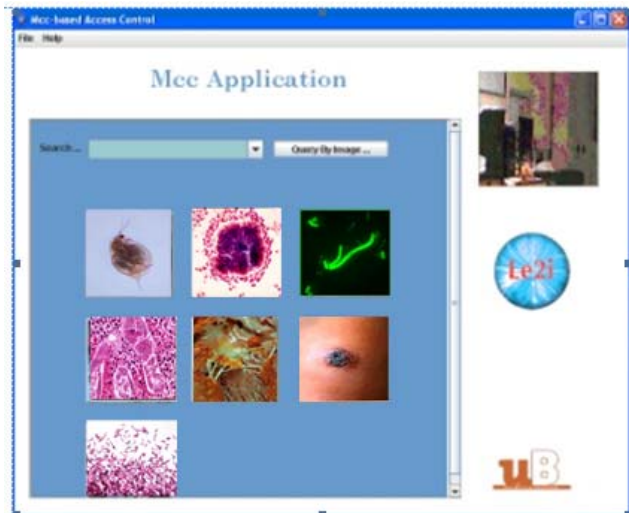 Mcc-based Access Control
File Help
Mcc Application
Search ...
Query By Image ...
Le2i
uB